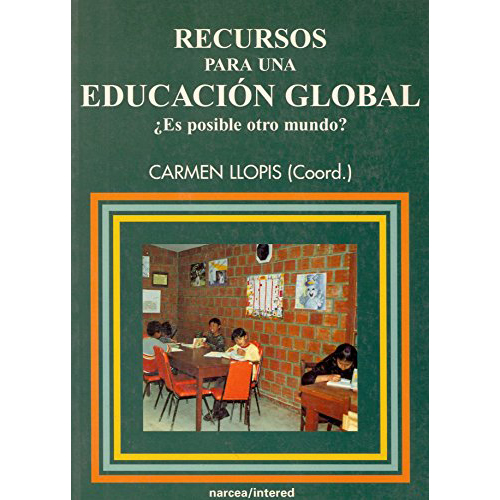 RECURSOS
PARA UNA
EDUCACIÓN GLOBAL
¿Es posible otro mundo?
CARMEN LLOPIS (Coord.)
narcea/intered